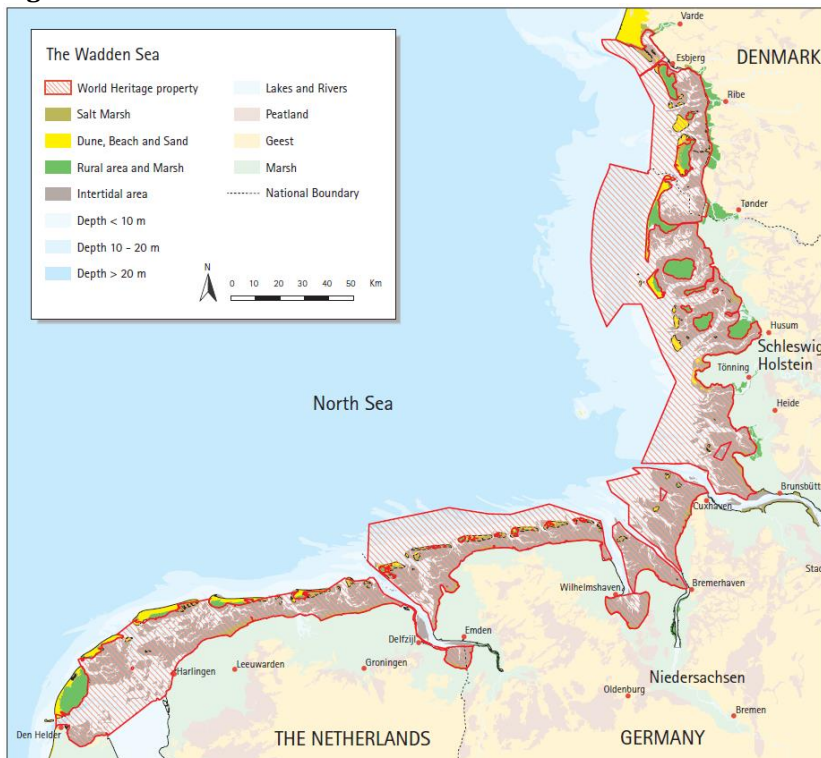 The Wadden Sea
World Heritage property
Salt Marsh
Dune, Beach and Sand
Rural area and Marsh
Intertidal area
Depth < 10 m
Depth 10 - 20 m
Depth > 20 m
Lakes and Rivers
Peatland
Geest
Marsh
National Boundary
N
0 10 20 30 40 50 Km
Varde
Esbjerg
DENMARK
Ribe
Tønder
Husum
Schleswig
Holstein
Tönning
Heide
North Sea
Brunsbütt
Cuxhaven
Stad
Wilhelmshaven
Bremerhaven
Emden
Delfzijl
Harlingen
Leeuwarden
Groningen
Niedersachsen
Oldenburg
Bremen
Den Helder
THE NETHERLANDS
GERMANY